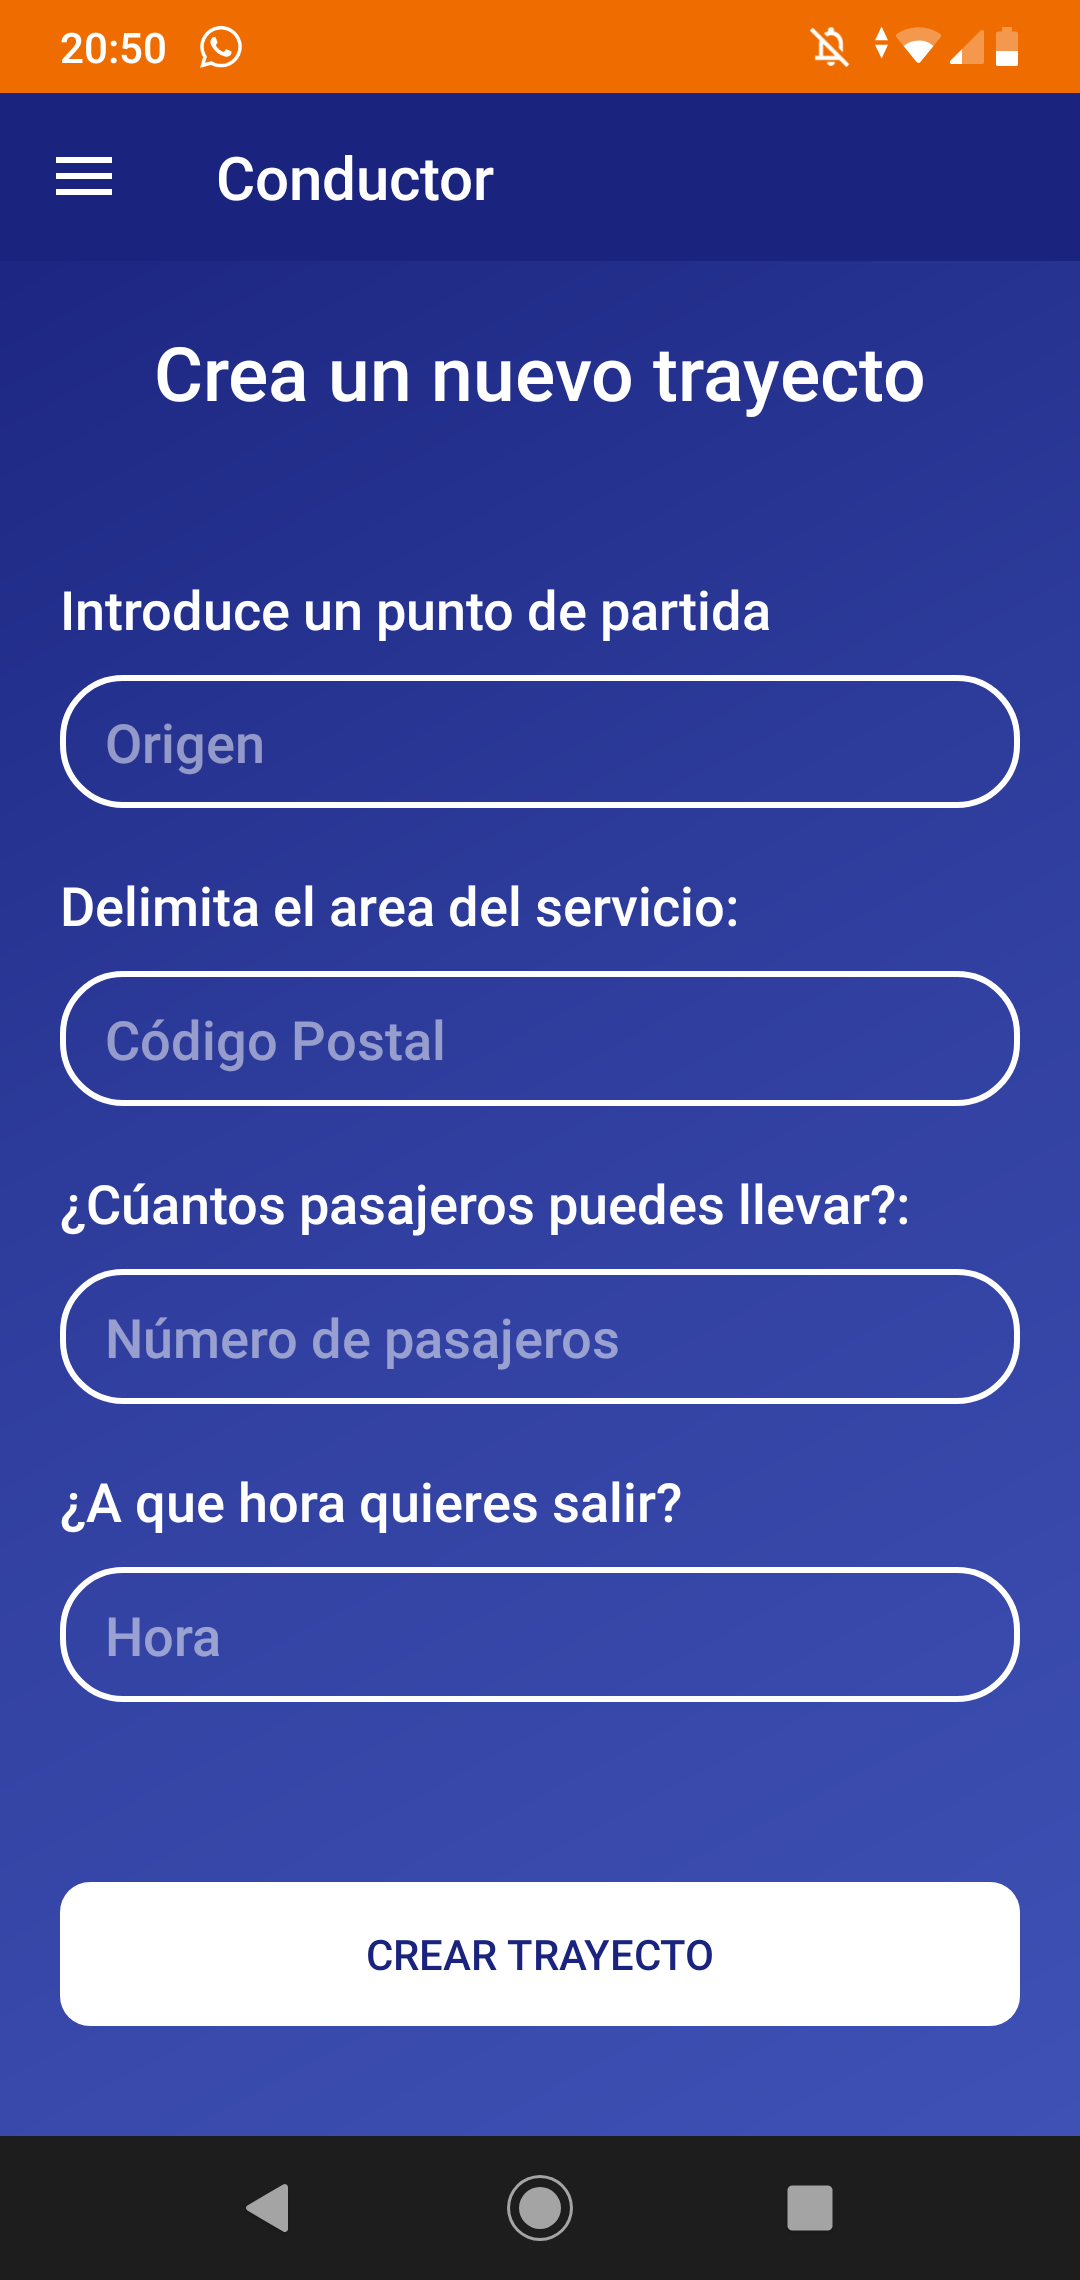 20:50
Conductor
Crea un nuevo trayecto
Introduce un punto de partida
Origen
Delimita el area del servicio:
Código Postal
¿Cúantos pasajeros puedes llevar?:
Número de pasajeros
¿A que hora quieres salir?
Hora
CREAR TRAYECTO